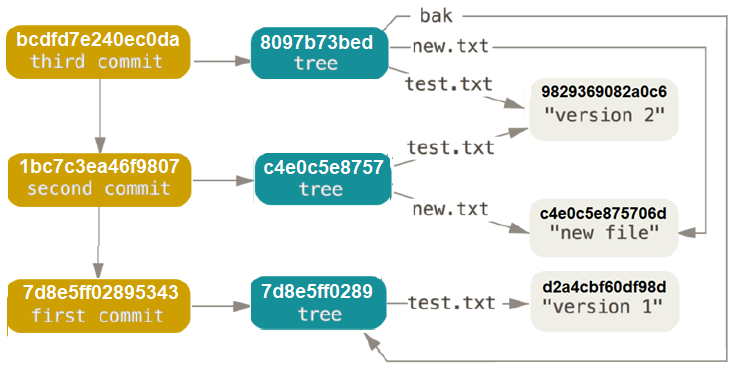 bak
bcdfd7e240ec0da
third commit
8097b73bed
tree
new.txt
test.txt
9829369082a0c6
"version 2"
1bc7c3ea46f9807
second commit
c4e0c5e8757
tree
test.txt
new.txt
c4e0c5e875706d
"new file"
7d8e5ff02895343
first commit
7d8e5ff0289
tree
test.txt
d2a4cbf60df98d
"version 1"